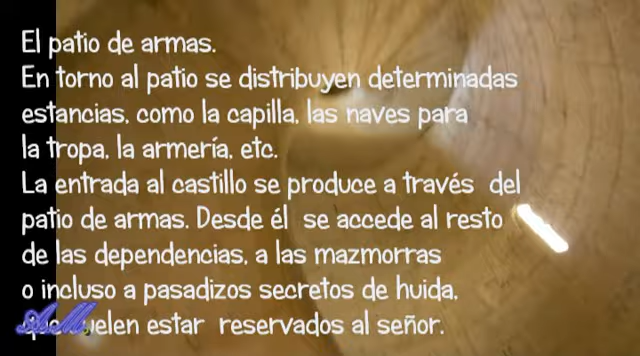 El patio de armas.
En torno al patio se distribuyen determinadas
estancias, como la capilla, las naves para
la tropa, la armería, etc.
La entrada al castillo se produce a través del
patio de armas. Desde él se accede al resto
de las dependencias, a las mazmorras
o incluso a pasadizos secretos de huida,
suelen estar reservados al señor.
A.M.